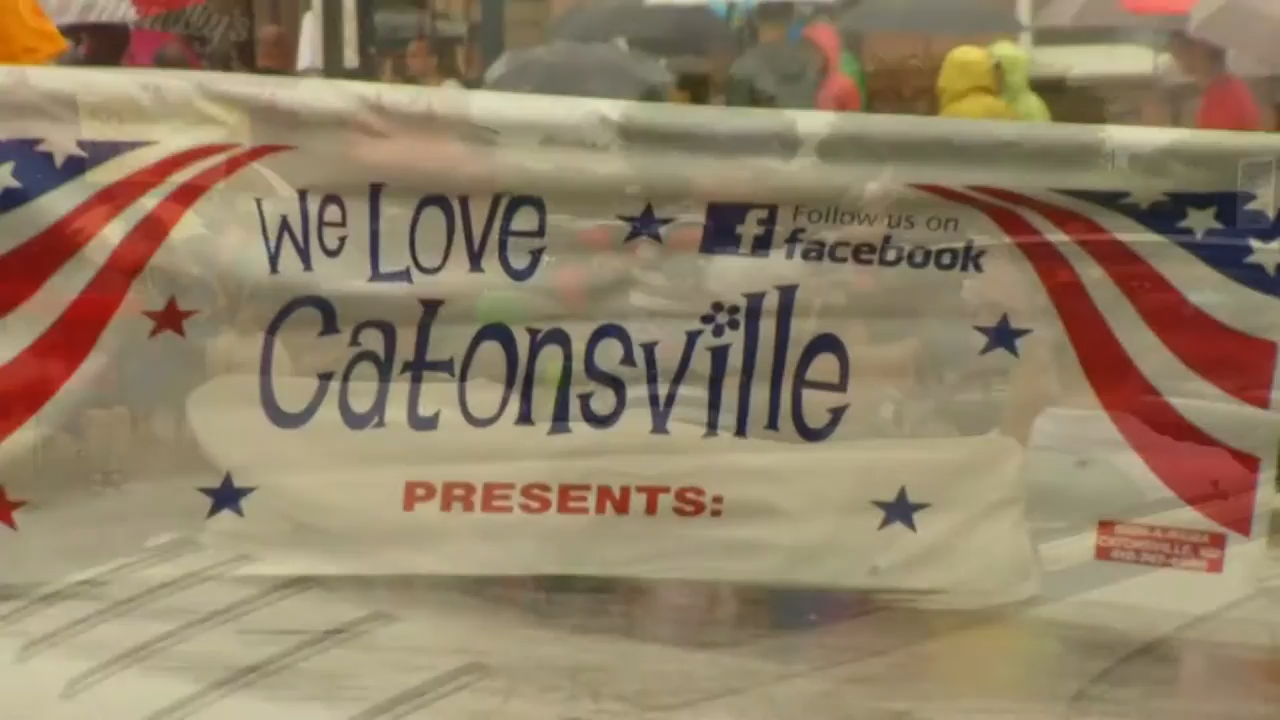 We Love
Follow us on
facebook
Catonsville
PRESENTS: